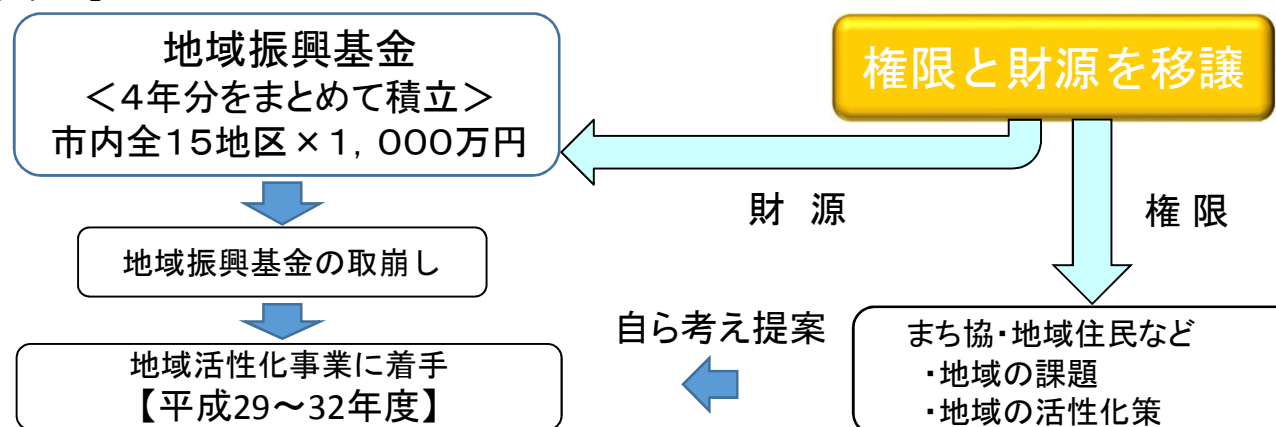 地域振興基金
＜４年分をまとめて積立＞
市内全１５地区×１，０００万円
権限と財源を移譲
財 源
権 限
地域振興基金の取崩し
自ら考え提案
地域活性化事業に着手
【平成29～32年度】
まち協・地域住民など
・地域の課題
・地域の活性化策